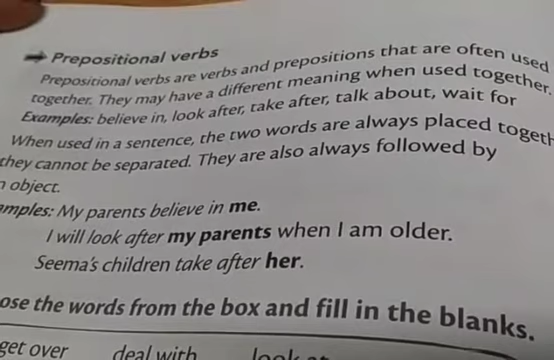 ➡ Prepositional verbs
Prepositional verbs are verbs and prepositions that are often used
together. They may have a different meaning when used together.
Examples: believe in, look after, take after, talk about, wait for
When used in a sentence, the two words are always placed togeth
they cannot be separated. They are also always followed by
n object.
amples: My parents believe in me.
I will look after my parents when I am older.
Seema's children take after her.
ose the words from the box and fill in the blanks.
get over deal with look at